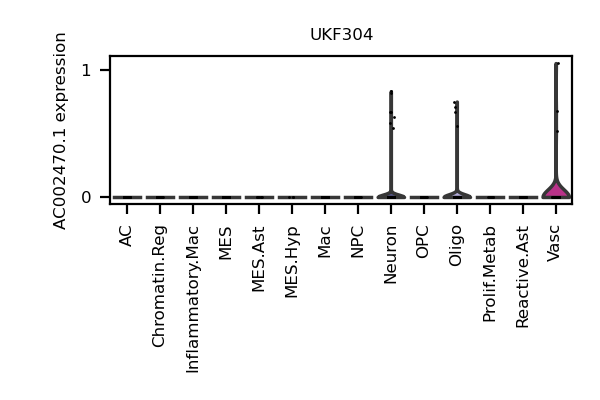 UKF304
AC002470.1 expression
1
0
AC
Chromatin.Reg
Inflammatory.Mac
MES
MES.Ast
MES.Hyp
Mac
NPC
Neuron
OPC
Oligo
Prolif.Metab
Reactive.Ast
Vasc